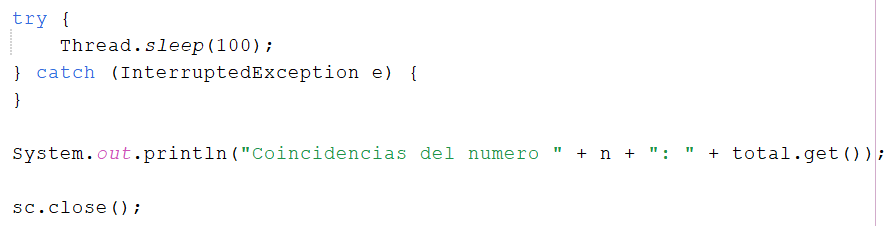 try {
    Thread.sleep(100);
} catch (InterruptedException e) {
}
System.out.println("Coincidencias del numero " + n + ": " + total.get());
sc.close();